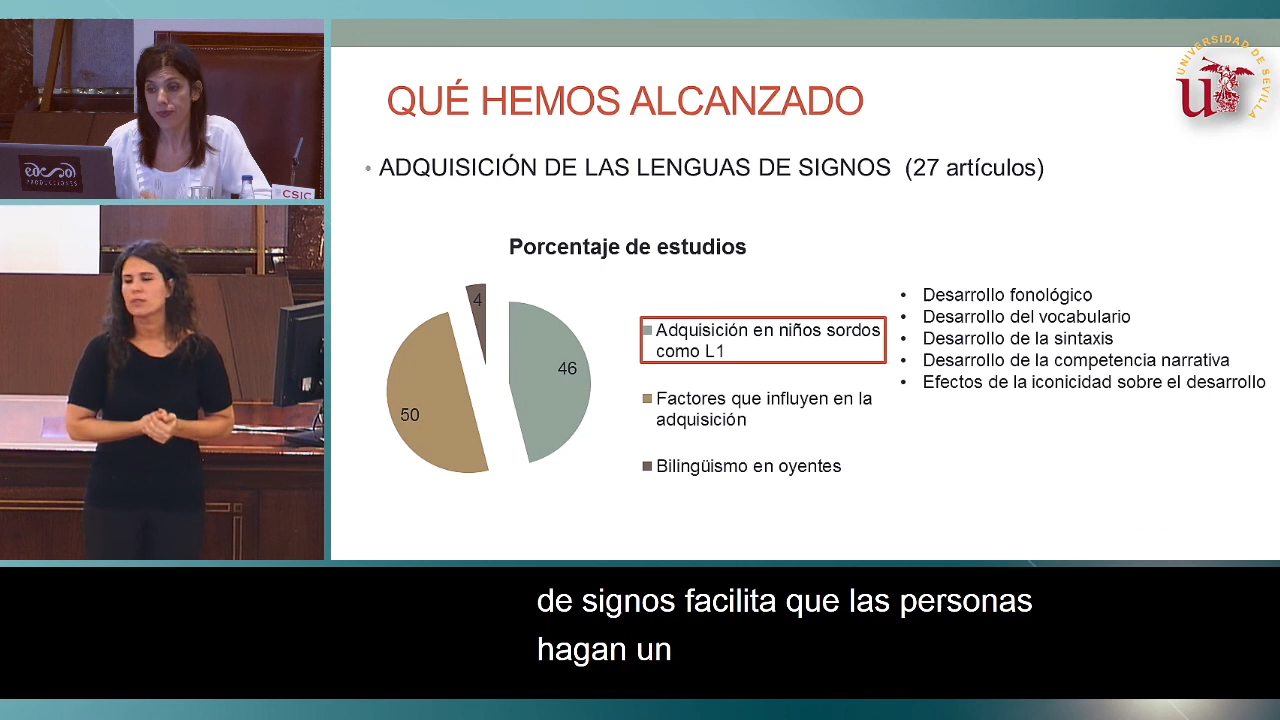 UNIVERSIDAD DE SEVILLA
QUÉ HEMOS ALCANZADO
• ADQUISICIÓN DE LAS LENGUAS DE SIGNOS (27 artículos)
Porcentaje de estudios
4
46
50
Adquisición en niños sordos
como L1
Factores que influyen en la
adquisición
Bilingüismo en oyentes
• Desarrollo fonológico
• Desarrollo del vocabulario
• Desarrollo de la sintaxis
• Desarrollo de la competencia narrativa
• Efectos de la iconicidad sobre el desarrollo
PRODUCCIONES
CSIC
de signos facilita que las personas
hagan un